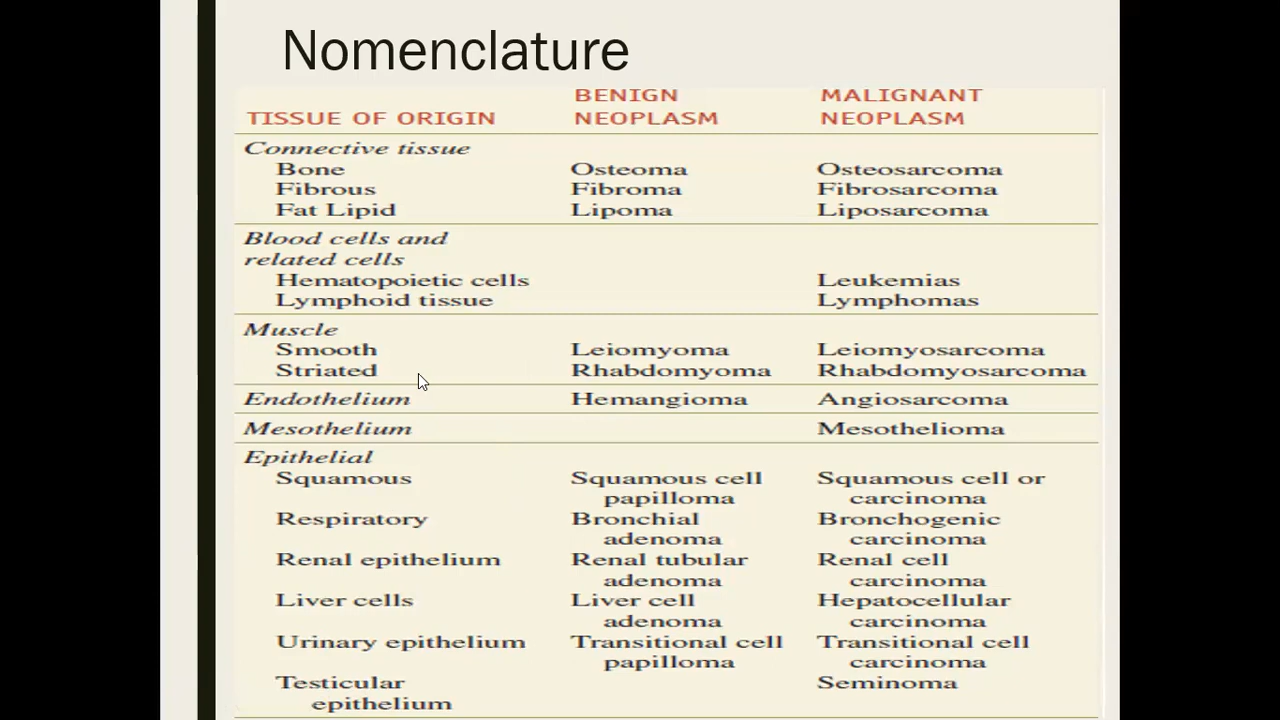 Nomenclature
TISSUE OF ORIGIN BENIGN NEOPLASM MALIGNANT NEOPLASM
Connective tissue
Bone Osteoma Osteosarcoma
Fibrous Fibroma Fibrosarcoma
Fat Lipid Lipoma Liposarcoma
Blood cells and
related cells
Hematopoietic cells Leukemias
Lymphoid tissue Lymphomas
Muscle
Smooth Leiomyoma Leiomyosarcoma
Striated Rhabdomyoma Rhabdomyosarcoma
Endothelium Hemangioma Angiosarcoma
Mesothelium Mesothelioma
Epithelial
Squamous Squamous cell Squamous cell or
papilloma carcinoma
Respiratory Bronchial Bronchogenic
adenoma carcinoma
Renal epithelium Renal tubular Renal cell
adenoma carcinoma
Liver cells Liver cell Hepatocellular
adenoma carcinoma
Urinary epithelium Transitional cell Transitional cell
papilloma carcinoma
Testicular Seminoma
epithelium